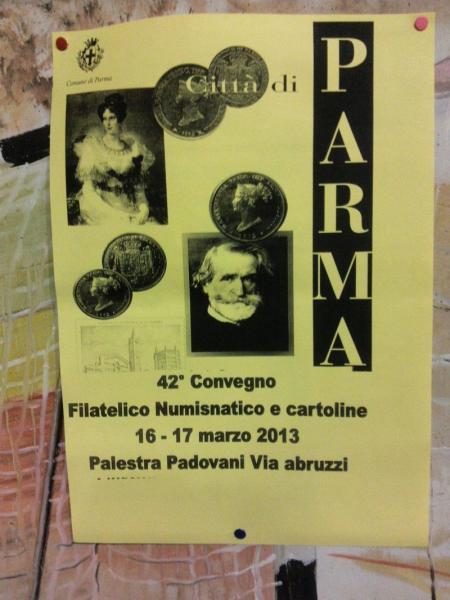 Comune di Parma
Città di
PARMA
42° Convegno
Filatelico Numisnatico e cartoline
16 - 17 marzo 2013
Palestra Padovani Via abruzzi